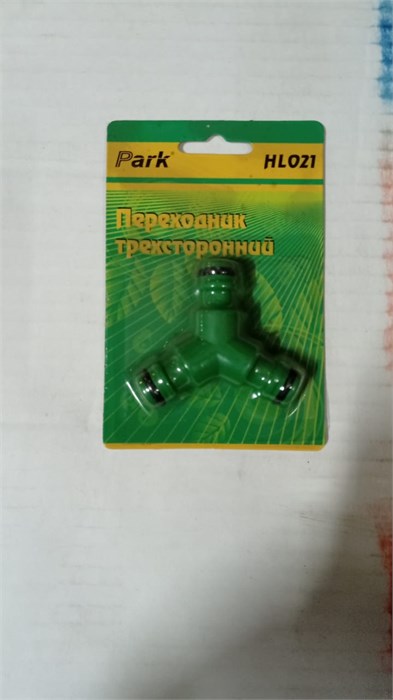 Park® HL021
Переходник
трехсторонний